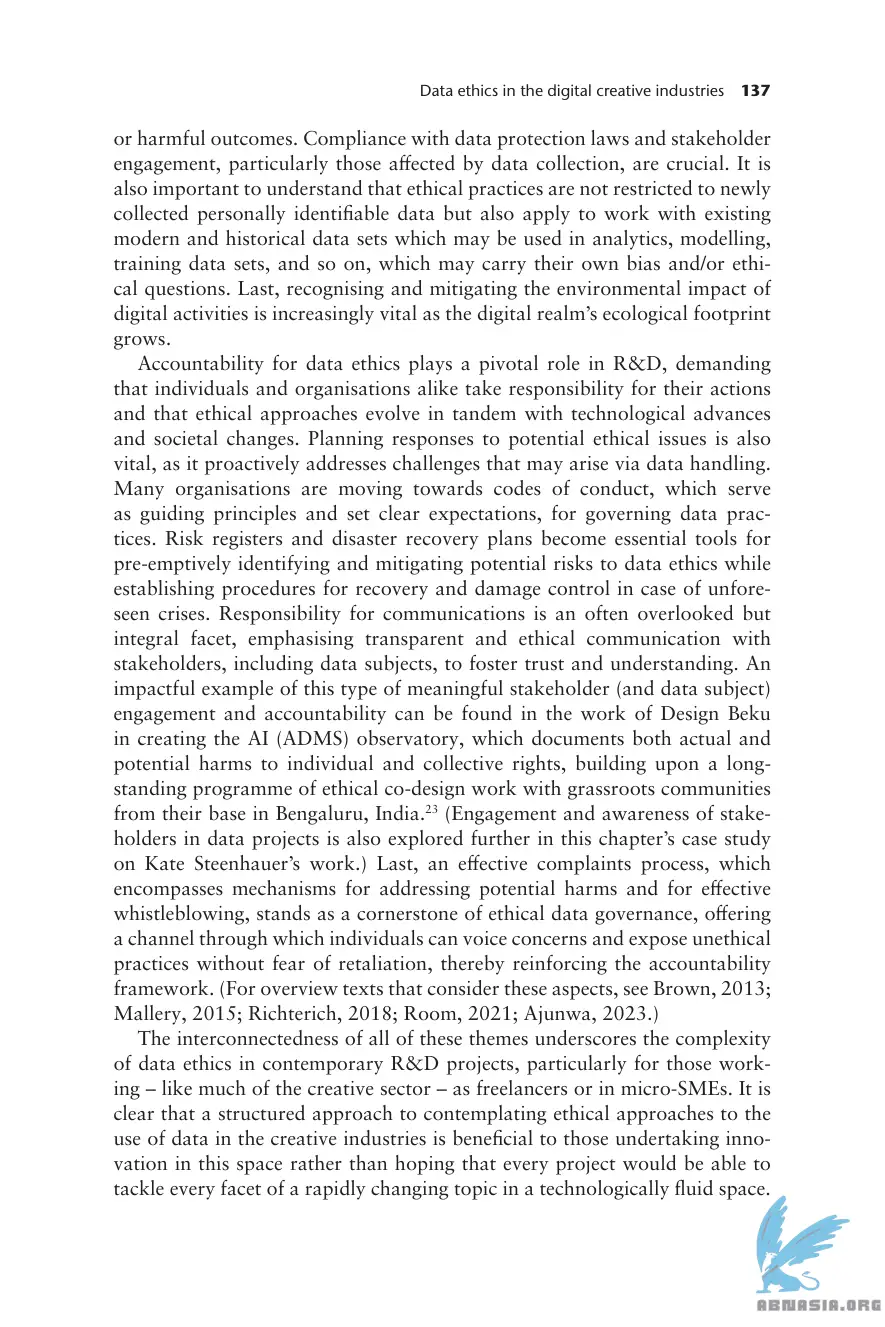 Data ethics in the digital creative industries 137
or harmful outcomes. Compliance with data protection laws and stakeholder
engagement, particularly those affected by data collection, are crucial. It is
also important to understand that ethical practices are not restricted to newly
collected personally identifiable data but also apply to work with existing
modern and historical data sets which may be used in analytics, modelling,
training data sets, and so on, which may carry their own bias and/or ethi-
cal questions. Last, recognising and mitigating the environmental impact of
digital activities is increasingly vital as the digital realm’s ecological footprint
grows.
Accountability for data ethics plays a pivotal role in R&D, demanding
that individuals and organisations alike take responsibility for their actions
and that ethical approaches evolve in tandem with technological advances
and societal changes. Planning responses to potential ethical issues is also
vital, as it proactively addresses challenges that may arise via data handling.
Many organisations are moving towards codes of conduct, which serve
as guiding principles and set clear expectations, for governing data prac-
tices. Risk registers and disaster recovery plans become essential tools for
pre-emptively identifying and mitigating potential risks to data ethics while
establishing procedures for recovery and damage control in case of unfore-
seen crises. Responsibility for communications is an often overlooked but
integral facet, emphasising transparent and ethical communication with
stakeholders, including data subjects, to foster trust and understanding. An
impactful example of this type of meaningful stakeholder (and data subject)
engagement and accountability can be found in the work of Design Beku
in creating the AI (ADMS) observatory, which documents both actual and
potential harms to individual and collective rights, building upon a long-
standing programme of ethical co-design work with grassroots communities
from their base in Bengaluru, India.23 (Engagement and awareness of stake-
holders in data projects is also explored further in this chapter’s case study
on Kate Steenhauer’s work.) Last, an effective complaints process, which
encompasses mechanisms for addressing potential harms and for effective
whistleblowing, stands as a cornerstone of ethical data governance, offering
a channel through which individuals can voice concerns and expose unethical
practices without fear of retaliation, thereby reinforcing the accountability
framework. (For overview texts that consider these aspects, see Brown, 2013;
Mallery, 2015; Richterich, 2018; Room, 2021; Ajunwa, 2023.)
The interconnectedness of all of these themes underscores the complexity
of data ethics in contemporary R&D projects, particularly for those work-
ing – like much of the creative sector – as freelancers or in micro-SMEs. It is
clear that a structured approach to contemplating ethical approaches to the
use of data in the creative industries is beneficial to those undertaking inno-
vation in this space rather than hoping that every project would be able to
tackle every facet of a rapidly changing topic in a technologically fluid space.
ABNASIA.ORG